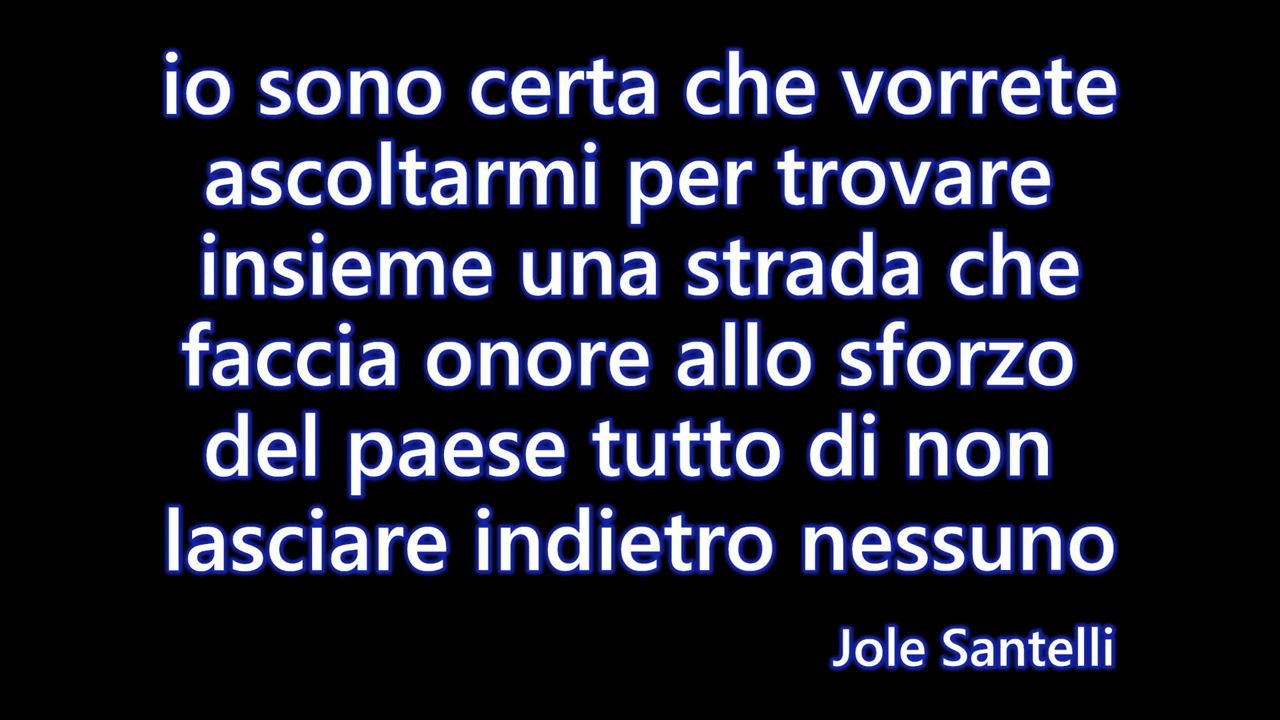 io sono certa che vorrete
ascoltarmi per trovare
insieme una strada che
faccia onore allo sforzo
del paese tutto di non
lasciare indietro nessuno
Jole Santelli